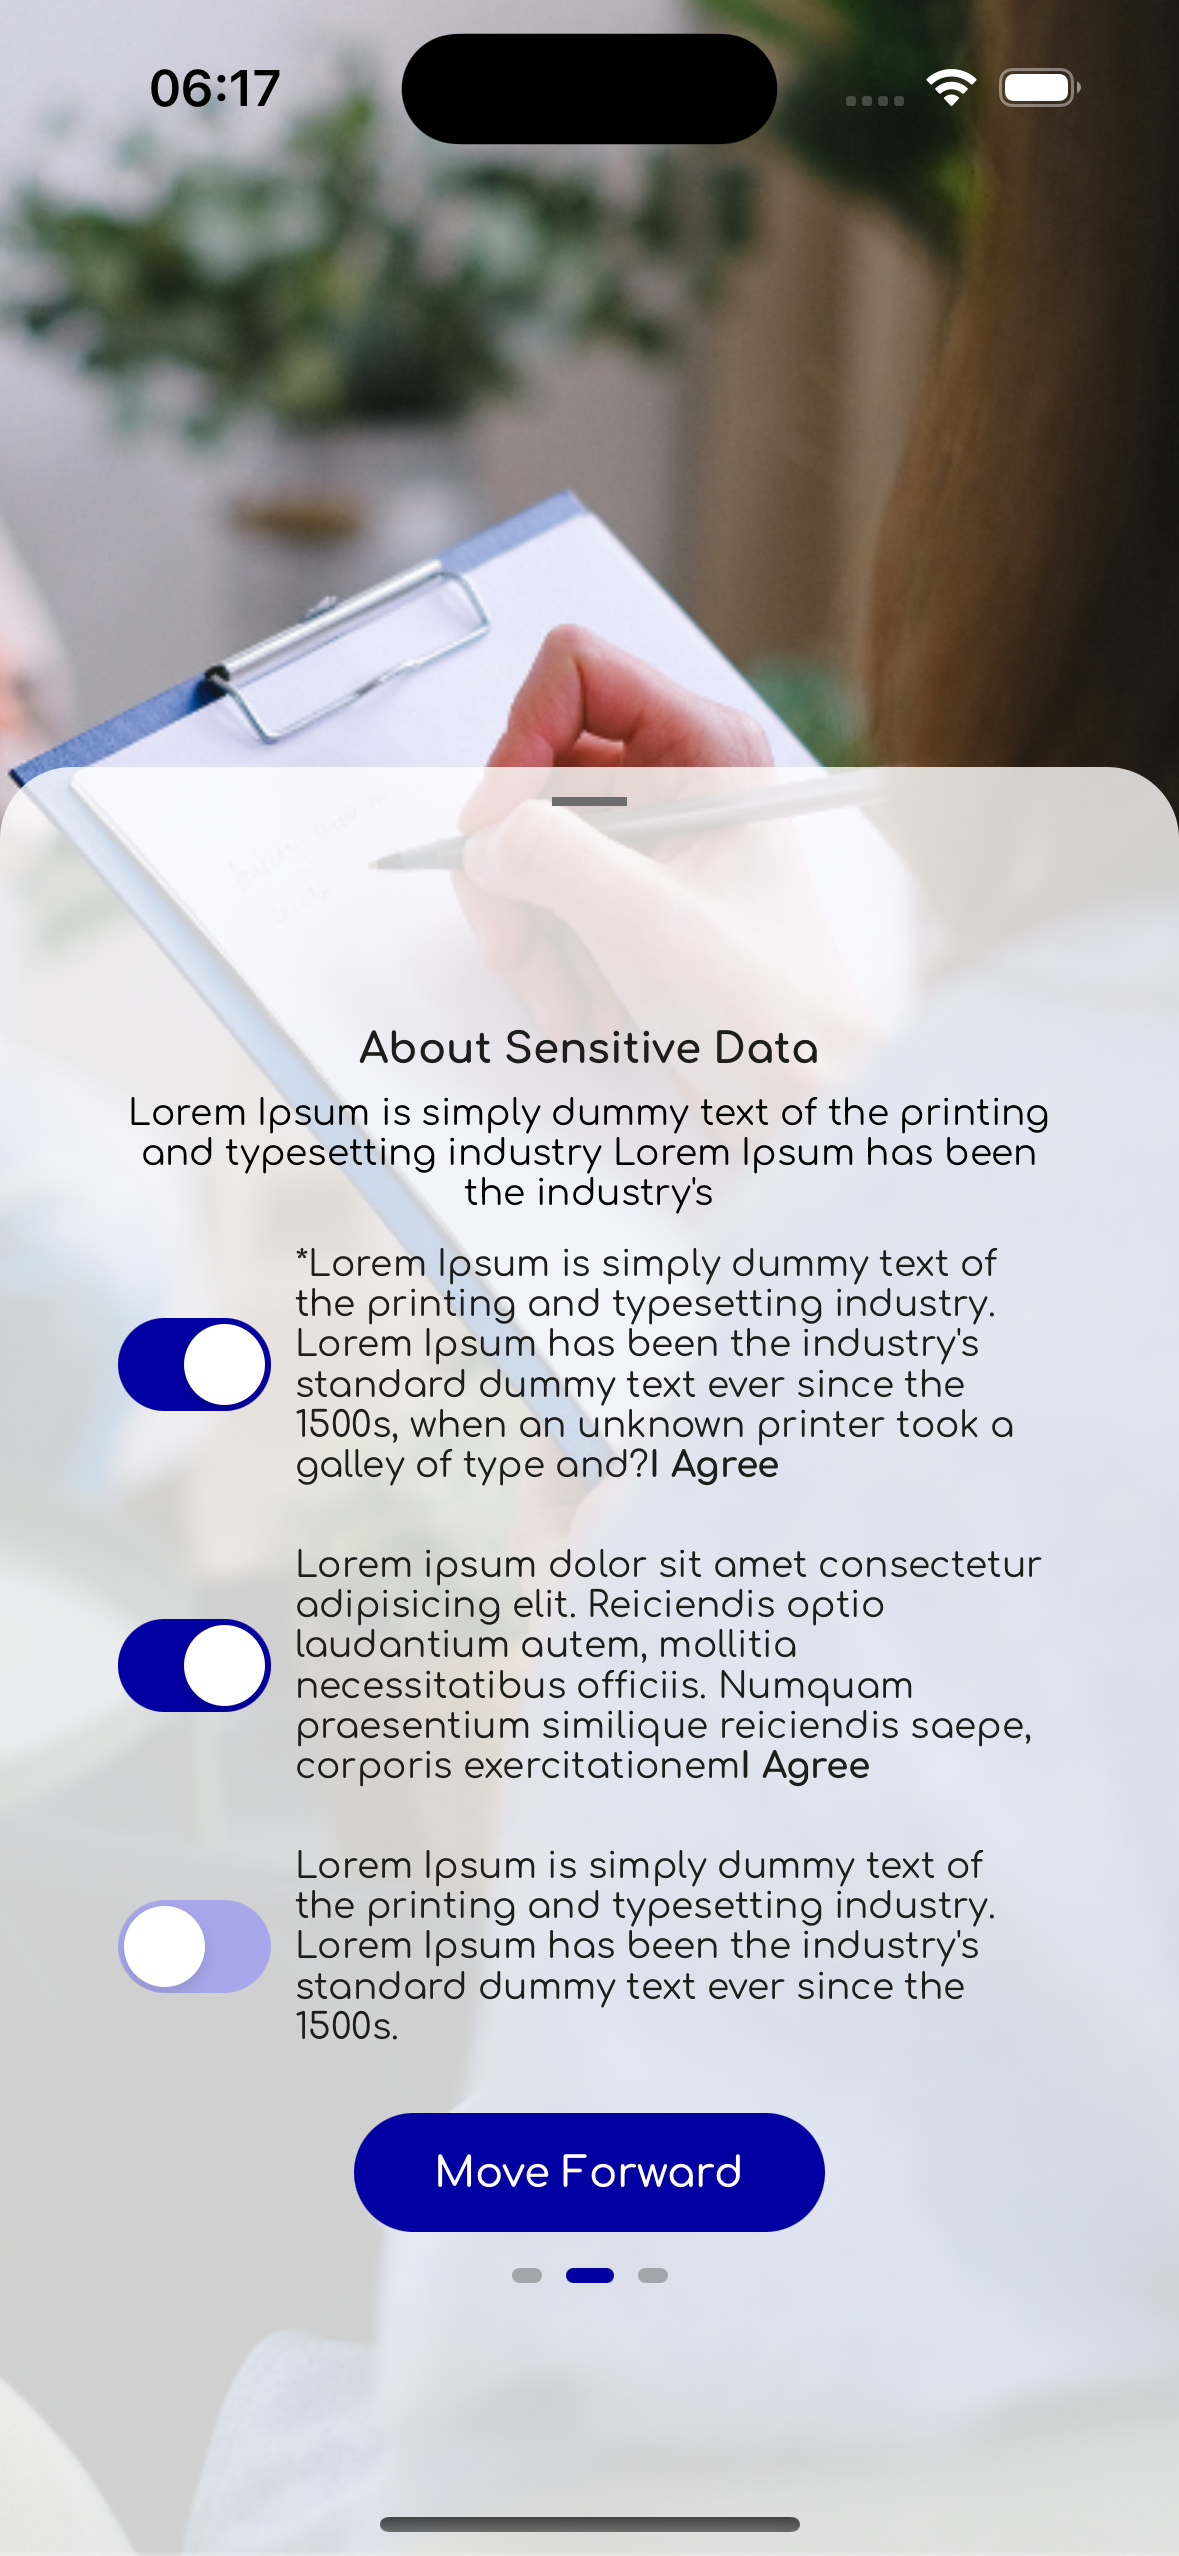 06:17
About Sensitive Data
Lorem Ipsum is simply dummy text of the printing
and typesetting industry Lorem Ipsum has been
the industry's
*Lorem Ipsum is simply dummy text of
the printing and typesetting industry.
Lorem Ipsum has been the industry's
standard dummy text ever since the
1500s, when an unknown printer took a
galley of type and?I Agree
Lorem ipsum dolor sit amet consectetur
adipisicing elit. Reiciendis optio
laudantium autem, mollitia
necessitatibus officiis. Numquam
praesentium similique reiciendis saepe,
corporis exercitationemI Agree
Lorem Ipsum is simply dummy text of
the printing and typesetting industry.
Lorem Ipsum has been the industry's
standard dummy text ever since the
1500s.
Move Forward